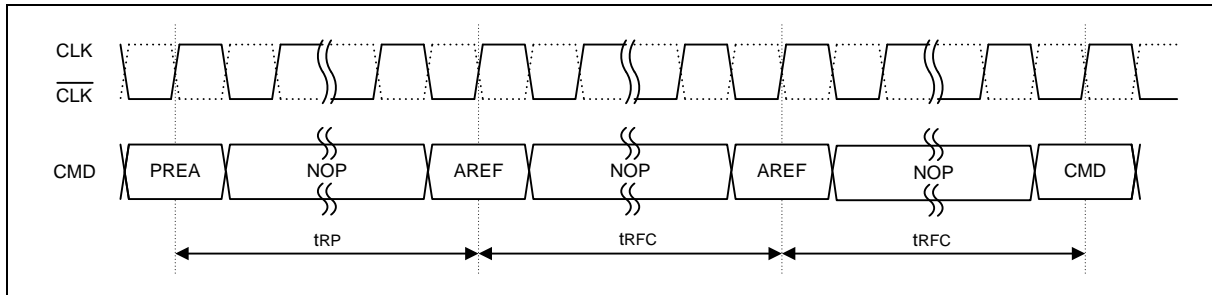 CLK
CLK
CMD PREA NOP AREF NOP AREF NOP CMD
tRP tRFC tRFC